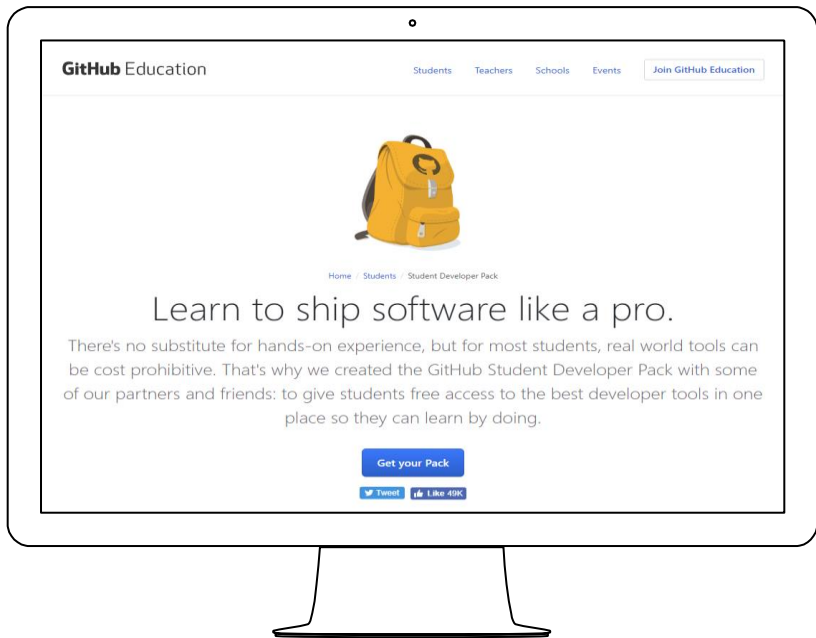 GitHub Education
Students Teachers Schools Events Join GitHub Education
Home / Students / Student Developer Pack
Learn to ship software like a pro.
There's no substitute for hands-on experience, but for most students, real world tools can
be cost prohibitive. That's why we created the GitHub Student Developer Pack with some
of our partners and friends: to give students free access to the best developer tools in one
place so they can learn by doing.
Get your Pack
Tweet Like 49K